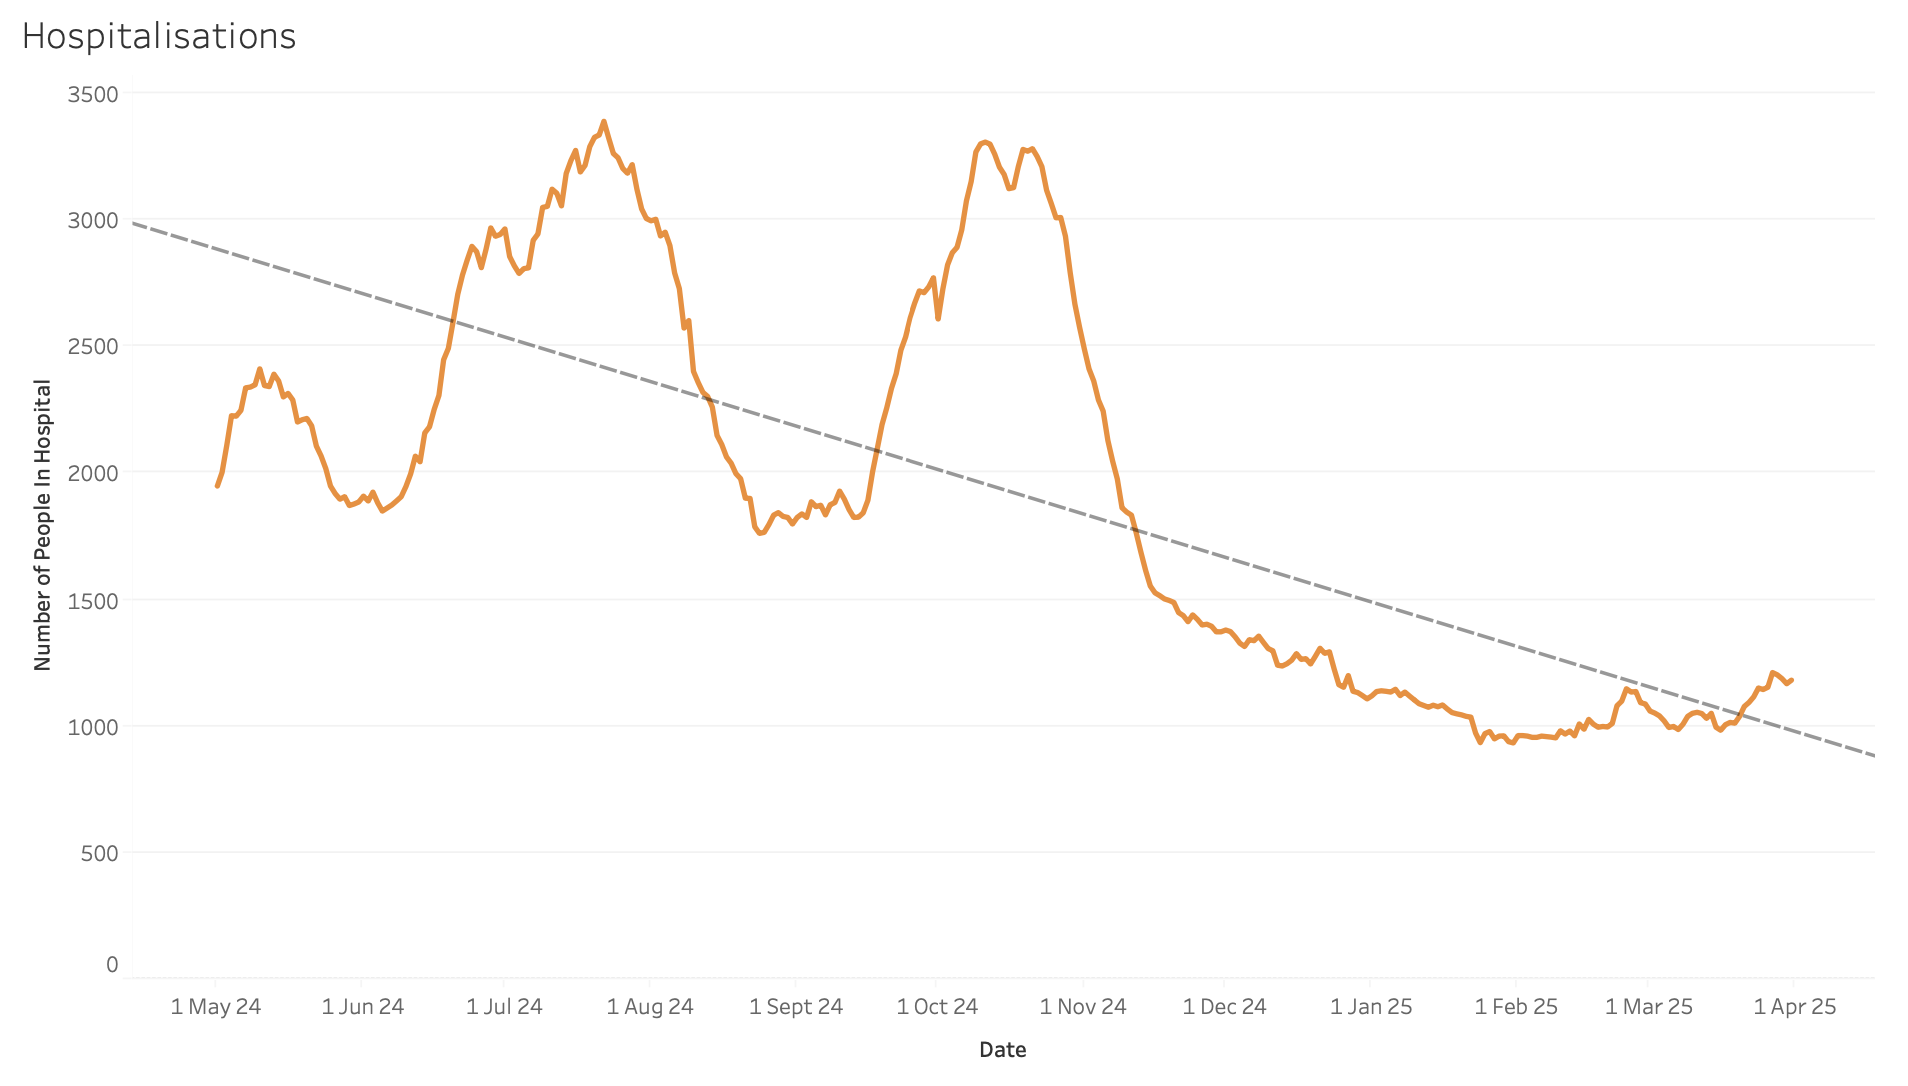 Hospitalisations
3500
3000
2500
2000
1500
1000
500
0
Number of People In Hospital
1 May 24 1 Jun 24 1 Jul 24 1 Aug 24 1 Sept 24 1 Oct 24 1 Nov 24 1 Dec 24 1 Jan 25 1 Feb 25 1 Mar 25 1 Apr 25
Date